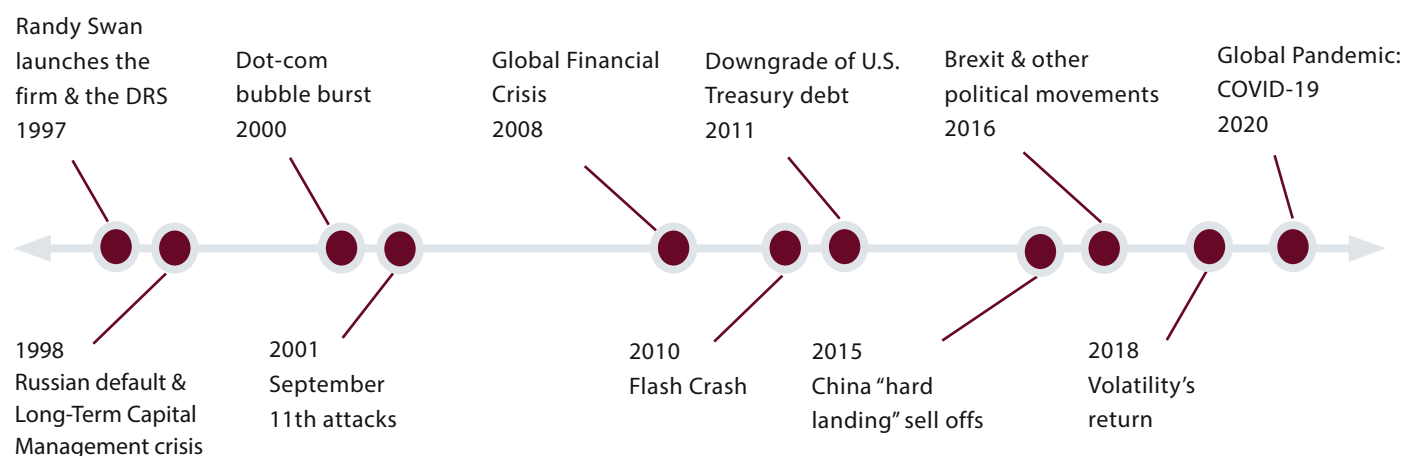 Randy Swan
launches the
firm & the DRS
1997
Dot-com
bubble burst
2000
Global Financial
Crisis
2008
Downgrade of U.S.
Treasury debt
2011
Brexit & other
political movements
2016
Global Pandemic:
COVID-19
2020
1998
Russian default &
Long-Term Capital
Management crisis
2001
September
11th attacks
2010
Flash Crash
2015
China “hard
landing” sell offs
2018
Volatility’s
return